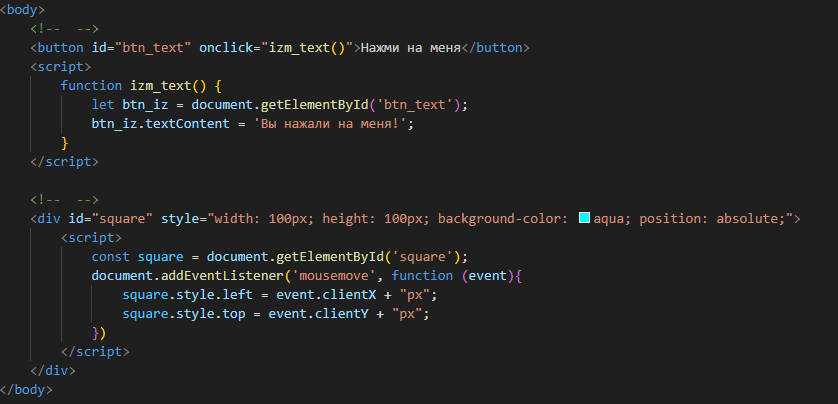 <body>
    <!--  -->
    <button id="btn_text" onclick="izm_text()">Нажми на меня</button>
    <script>
        function izm_text() {
            let btn_iz = document.getElementById('btn_text');
            btn_iz.textContent = 'Вы нажали на меня!';
        }
    </script>

    <!--  -->
    <div id="square" style="width: 100px; height: 100px; background-color: aqua; position: absolute;">
        <script>
            const square = document.getElementById('square');
            document.addEventListener('mousemove', function (event){
                square.style.left = event.clientX + "px";
                square.style.top = event.clientY + "px";
            })
        </script>
    </div>
</body>